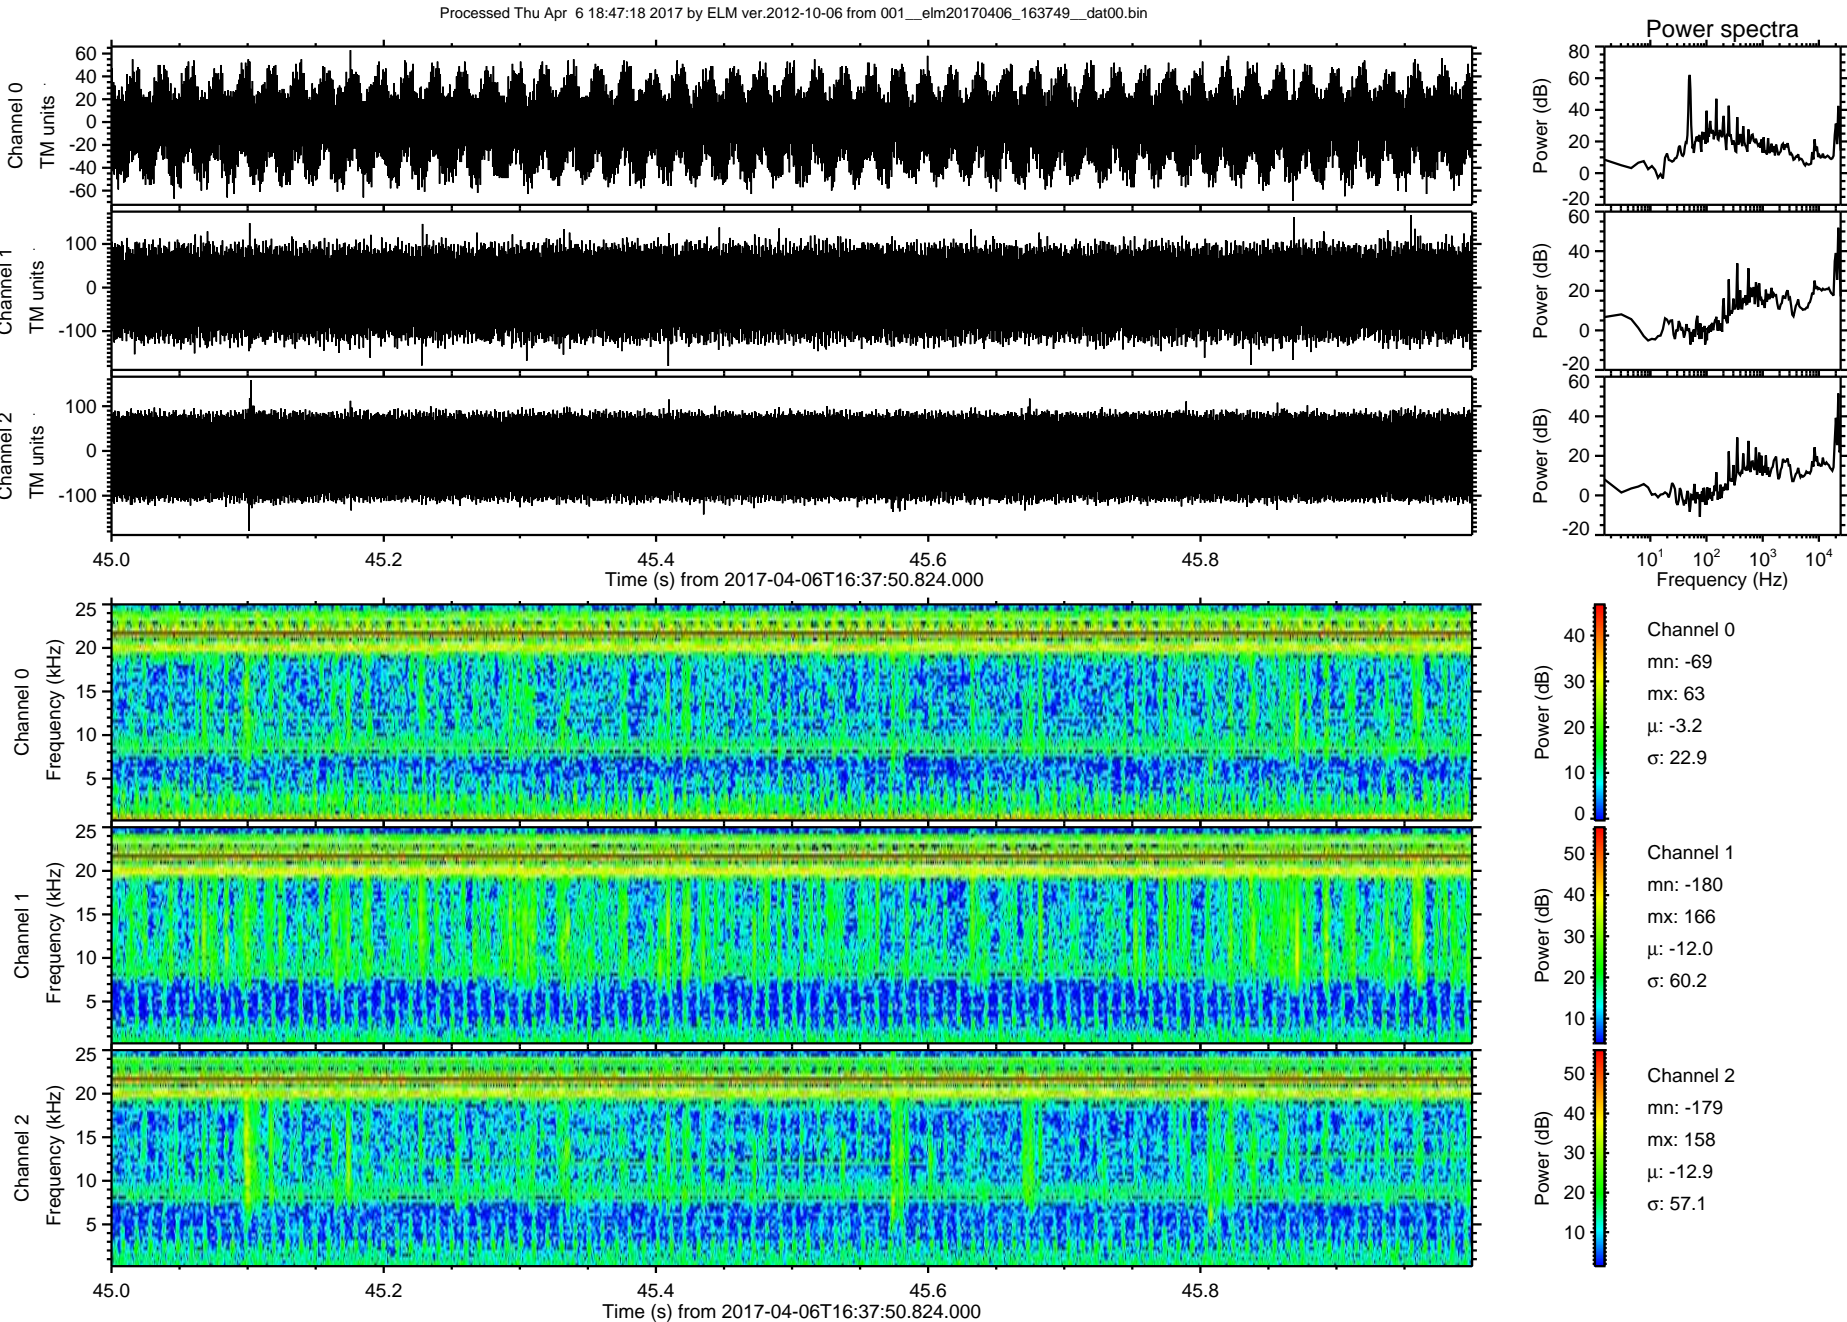 Processed Thu Apr  6 18:47:18 2017 by ELM ver.2012-10-06 from 001__elm20170406_163749__dat00.bin
Power spectra
Channel 0
TM units
60
40
20
0
-20
-40
-60
Power (dB)
80
60
40
20
0
-20
Channel 1
TM units
100
0
-100
Power (dB)
60
40
20
0
-20
Channel 2
TM units
100
0
-100
Power (dB)
60
40
20
0
-20
45.0 45.2 45.4 45.6 45.8
Time (s) from 2017-04-06T16:37:50.824.000
10^1 10^2 10^3 10^4
Frequency (Hz)
Channel 0
Frequency (kHz)
25
20
15
10
5
Power (dB)
40
30
20
10
0
Channel 0
mn: -69
mx: 63
μ: -3.2
σ: 22.9
Channel 1
Frequency (kHz)
25
20
15
10
5
Power (dB)
50
40
30
20
10
Channel 1
mn: -180
mx: 166
μ: -12.0
σ: 60.2
Channel 2
Frequency (kHz)
25
20
15
10
5
Power (dB)
50
40
30
20
10
Channel 2
mn: -179
mx: 158
μ: -12.9
σ: 57.1
45.0 45.2 45.4 45.6 45.8
Time (s) from 2017-04-06T16:37:50.824.000